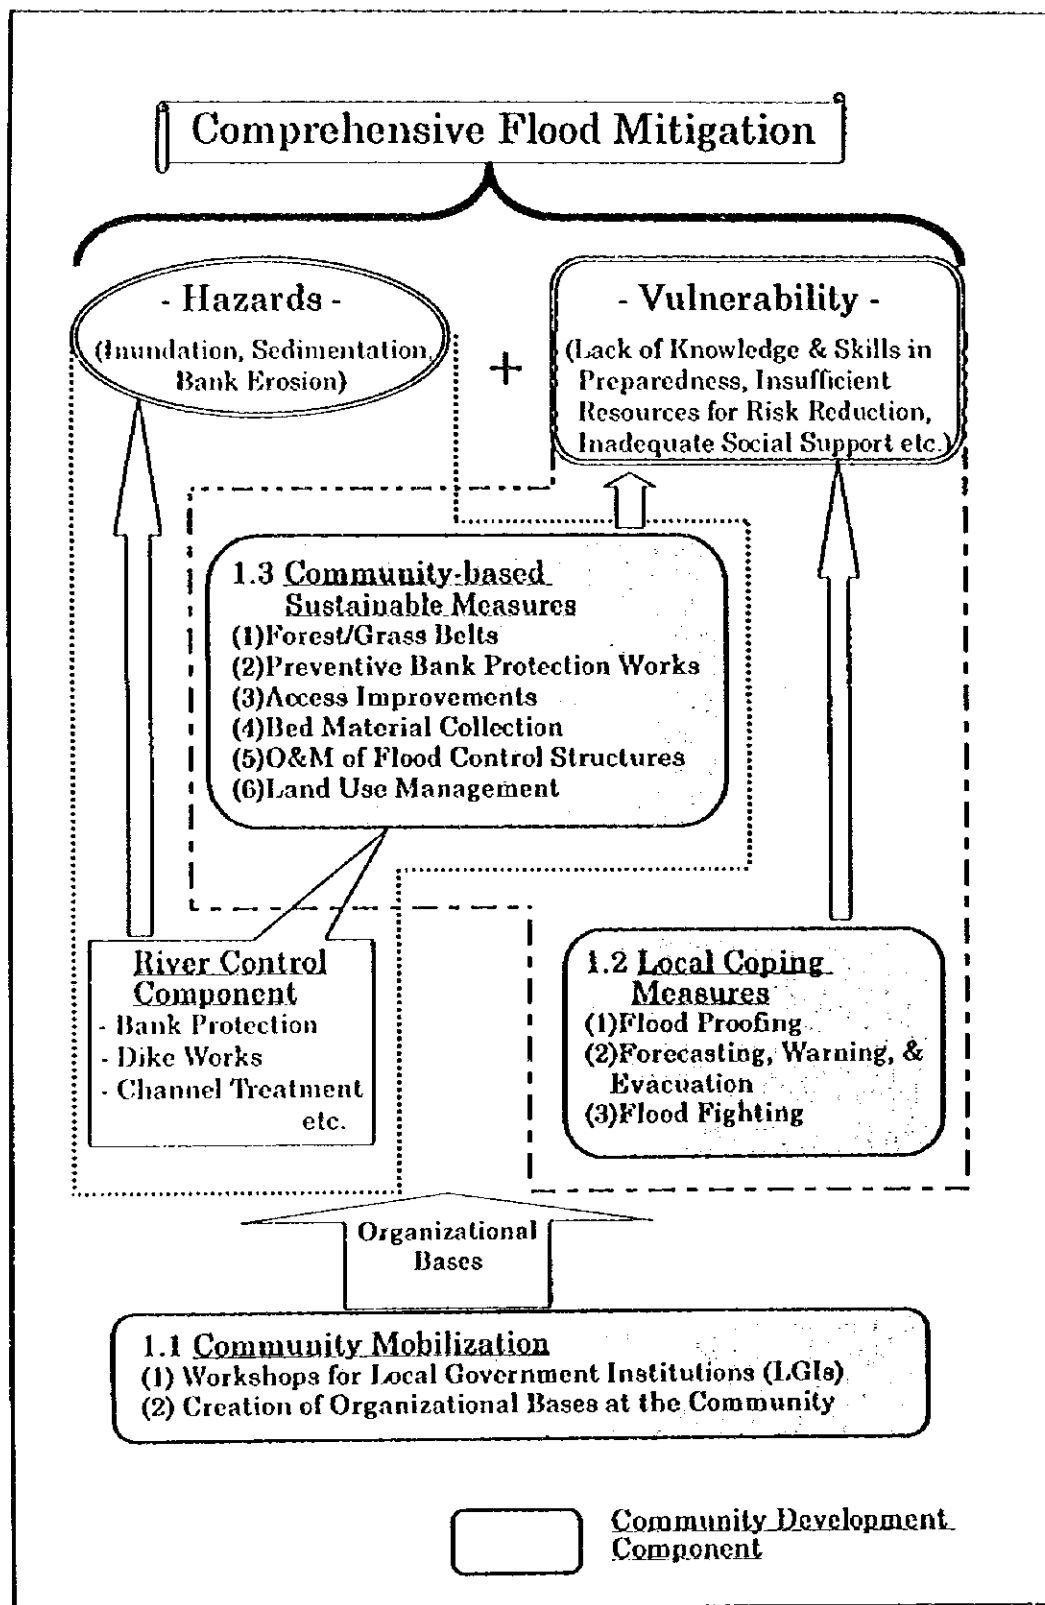 Comprehensive Flood Mitigation
- Hazards -
(Inundation, Sedimentation,
Bank Erosion)
+
- Vulnerability -
(Lack of Knowledge & Skills in
Preparedness, Insufficient
Resources for Risk Reduction,
Inadequate Social Support etc.)
1.3 Community-based
Sustainable Measures
(1)Forest/Grass Belts
(2)Preventive Bank Protection Works
(3)Access Improvements
(4)Bed Material Collection
(5)O&M of Flood Control Structures
(6)Land Use Management
River Control
Component
- Bank Protection
- Dike Works
- Channel Treatment
etc.
1.2 Local Coping
Measures
(1)Flood Proofing
(2)Forecasting, Warning, &
Evacuation
(3)Flood Fighting
Organizational
Bases
1.1 Community Mobilization
(1) Workshops for Local Government Institutions (LGIs)
(2) Creation of Organizational Bases at the Community
Community Development
Component